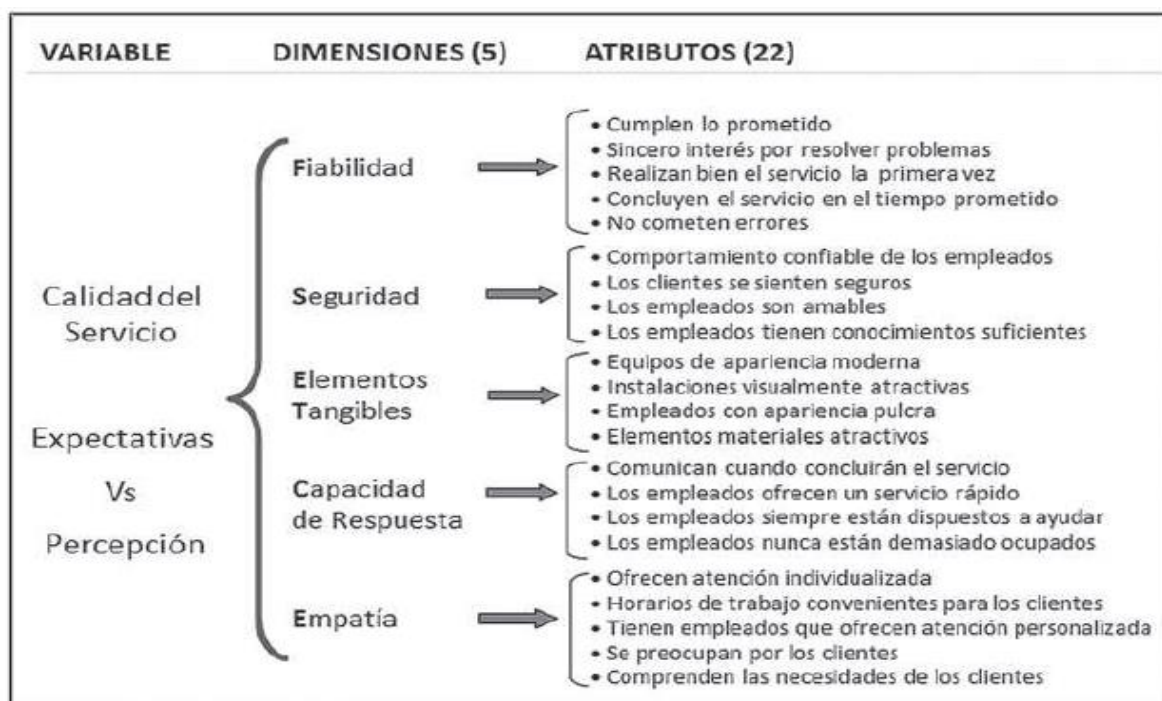 VARIABLE DIMENSIONES (5) ATRIBUTOS (22)
Calidad del
Servicio
Expectativas
Vs
Percepción
Fiabilidad
• Cumplen lo prometido
• Sincero interés por resolver problemas
• Realizan bien el servicio la primera vez
• Concluyen el servicio en el tiempo prometido
• No cometen errores
Seguridad
• Comportamiento confiable de los empleados
• Los clientes se sienten seguros
• Los empleados son amables
• Los empleados tienen conocimientos suficientes
Elementos
Tangibles
• Equipos de apariencia moderna
• Instalaciones visualmente atractivas
• Empleados con apariencia pulcra
• Elementos materiales atractivos
Capacidad
de Respuesta
• Comunican cuando concluirán el servicio
• Los empleados ofrecen un servicio rápido
• Los empleados siempre están dispuestos a ayudar
• Los empleados nunca están demasiado ocupados
Empatía
• Ofrecen atención individualizada
• Horarios de trabajo convenientes para los clientes
• Tienen empleados que ofrecen atención personalizada
• Se preocupan por los clientes
• Comprenden las necesidades de los clientes